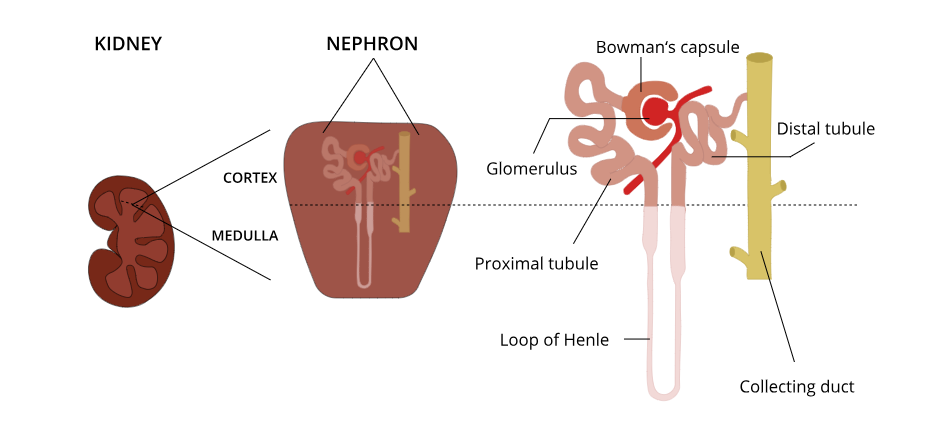 KIDNEY
NEPHRON
CORTEX
MEDULLA
Bowman‘s capsule
Distal tubule
Glomerulus
Proximal tubule
Loop of Henle
Collecting duct